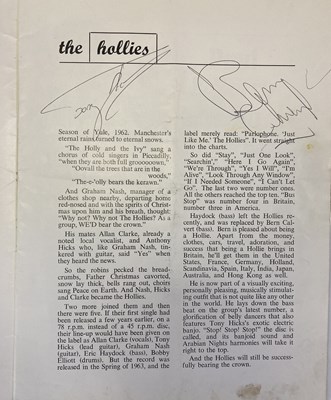 the hollies
Season of Yule, 1962. Manchester's
eternal rains turned to eternal snows.
"The Holly and the Ivy" sang a
chorus of cold singers in Piccadilly,
"when they are both full grooooown,"
"Oovall the trees that are in the
woods,
"The-o-'olly bears the kerawn."
And Graham Nash, manager of a
clothes shop nearby, departing home
red-nosed and with the spirits of Christ-
mas upon him and his breath, thought:
"Why not? Why not The Hollies? As a
group, WE'D bear the crown."
His mates Allan Clarke, already a
noted local vocalist, and Anthony
Hicks who, like Graham Nash, tin-
kered with guitar, said "Yes" when
they heard the news.
So the robins pecked the bread-
crumbs, Father Christmas cavorted,
snow lay thick, bells rang out, choirs
sang Peace on Earth. And Nash, Hicks
and Clarke became the Hollies.
Two more joined them and then
there were five. If their first single had
been released a few years earlier, on a
78 r.p.m. instead of a 45 r.p.m. disc,
their line-up would have been given on
the label as Allan Clarke (vocals), Tony
Hicks (lead guitar), Graham Nash
(guitar), Eric Haydock (bass), Bobby
Elliott (drums). But the record was
released in the Spring of 1963, and the
label merely read: "Parlophone. 'Just
Like Me.' The Hollies". It went straight
into the charts.
So did "Stay", "Just One Look",
"Searchin'," "Here I Go Again",
"We're Through", "Yes I Will", "I'm
Alive", "Look Through Any Window",
"If I Needed Someone", "I Can't Let
Go". The last two were number ones.
All the others reached the top ten. "Bus
Stop" was number four in Britain,
number three in America.
Haydock (bass) left the Hollies re-
cently, and was replaced by Bern Cal-
vert (bass). Bern is pleased about being
a Hollie. Apart from the money,
clothes, cars, travel, adoration, and
success that being a Hollie brings in
Britain, he'll get them in the United
States, France, Germany, Holland,
Scandinavia, Spain, Italy, India, Japan,
Australia, and Hong Kong as well.
He is now part of a visually exciting,
personally pleasing, musically stimulat-
ing outfit that is not quite like any other
in the world. He lays down the bass
beat on the group's latest number, a
glorification of belly dancers that also
features Tony Hicks's exotic electric
banjo. "Stop! Stop! Stop!" the disc is
called, and its banjoid sound and
Arabian Nights harmonies will take it
right to the top.
And the Hollies will still be success-
fully bearing the crown.